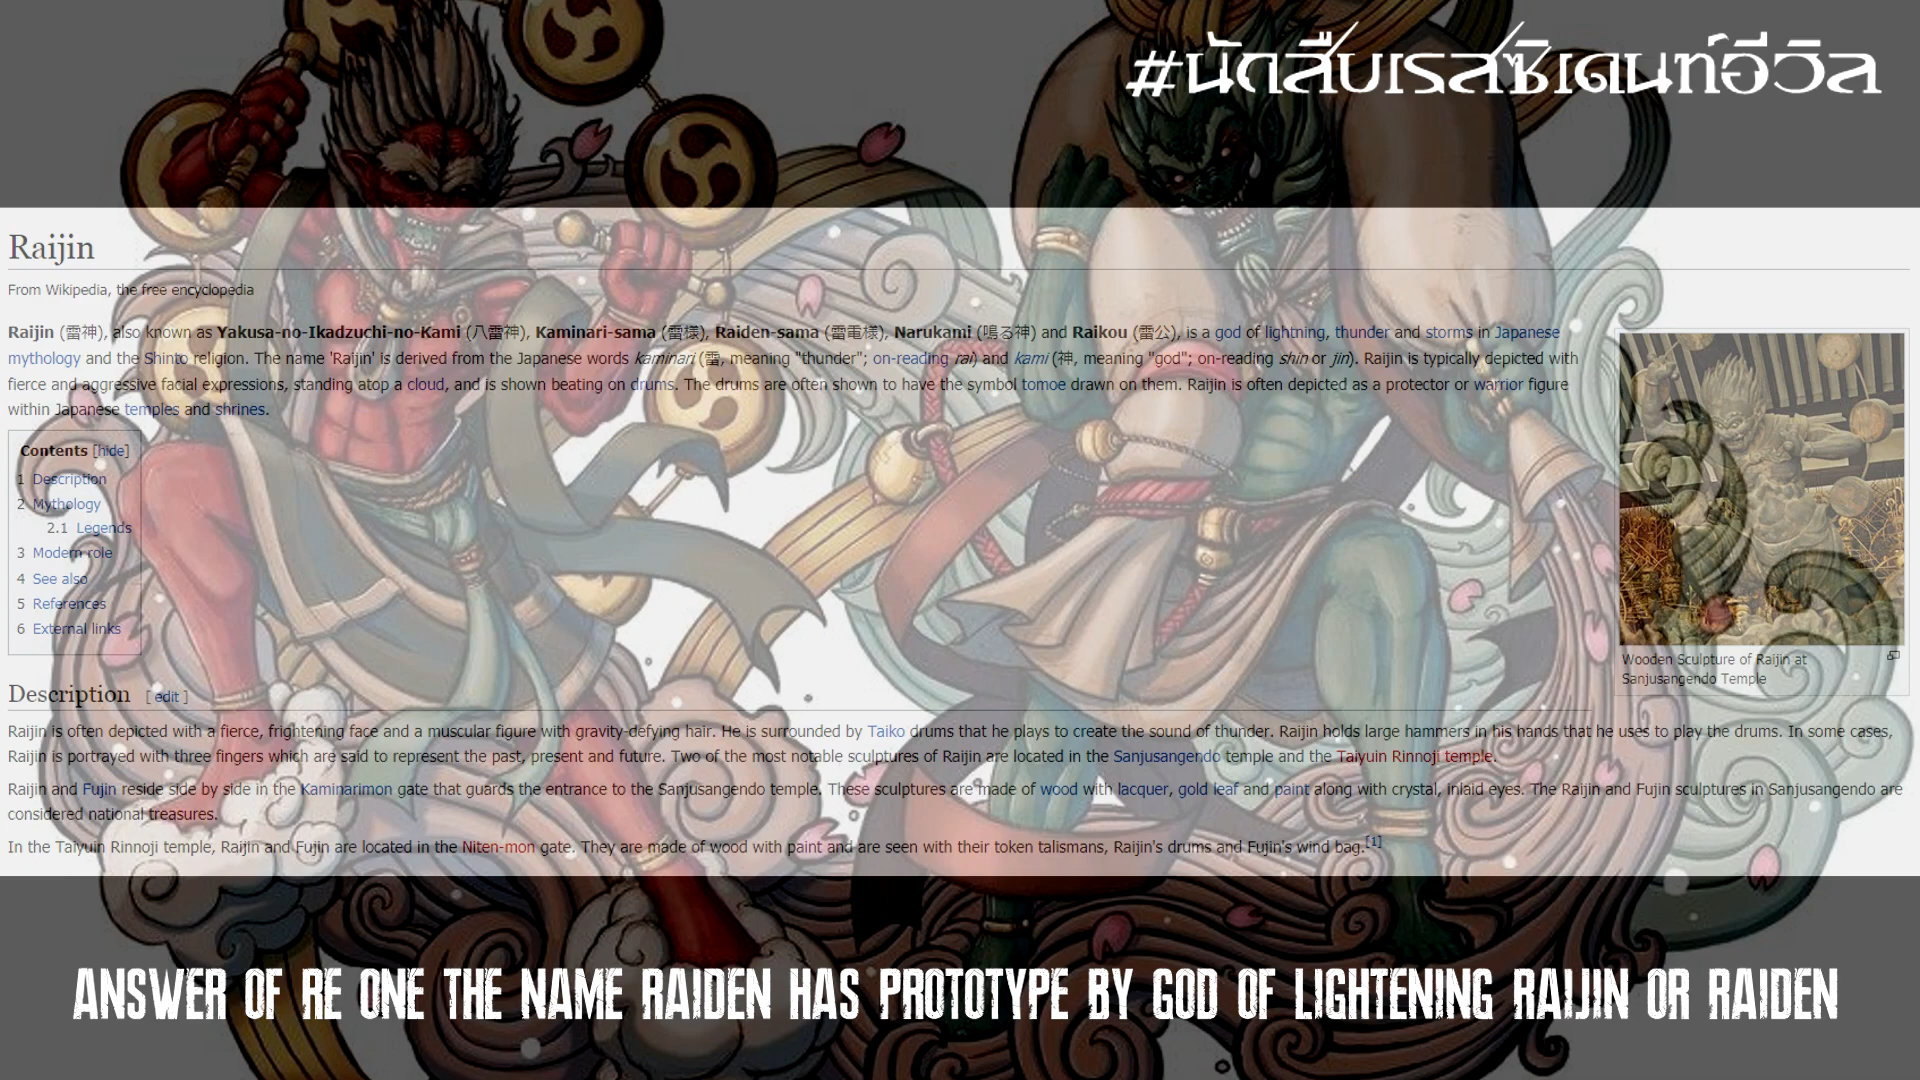 #นัดสืบเรสซิเดนท์อีวิล
Raijin
From Wikipedia, the free encyclopedia
Raijin (雷神), also known as Yakusa-no-Ikadzuchi-no-Kami (八雷神), Kaminari-sama (雷様), Raiden-sama (雷電様), Narukami (鳴る神) and Raikou (雷公), is a god of lightning, thunder and storms in Japanese
mythology and the Shinto religion. The name 'Raijin' is derived from the Japanese words kaminari (雷, meaning "thunder"; on-reading rai) and kami (神, meaning "god"; on-reading shin or jin). Raijin is typically depicted with
fierce and aggressive facial expressions, standing atop a cloud, and is shown beating on drums. The drums are often shown to have the symbol tomoe drawn on them. Raijin is often depicted as a protector or warrior figure
within Japanese temples and shrines.
Contents [hide]
1 Description
2 Mythology
2.1 Legends
3 Modern role
4 See also
5 References
6 External links
Wooden Sculpture of Raijin at
Sanjusangendo Temple
Description [ edit ]
Raijin is often depicted with a fierce, frightening face and a muscular figure with gravity-defying hair. He is surrounded by Taiko drums that he plays to create the sound of thunder. Raijin holds large hammers in his hands that he uses to play the drums. In some cases,
Raijin is portrayed with three fingers which are said to represent the past, present and future. Two of the most notable sculptures of Raijin are located in the Sanjusangendo temple and the Taiyuin Rinnoji temple.
Raijin and Fujin reside side by side in the Kaminarimon gate that guards the entrance to the Sanjusangendo temple. These sculptures are made of wood with lacquer, gold leaf and paint along with crystal, inlaid eyes. The Raijin and Fujin sculptures in Sanjusangendo are
considered national treasures.
In the Taiyuin Rinnoji temple, Raijin and Fujin are located in the Niten-mon gate. They are made of wood with paint and are seen with their token talismans, Raijin's drums and Fujin's wind bag.[1]
ANSWER OF RE ONE THE NAME RAIDEN HAS PROTOTYPE BY GOD OF LIGHTENING RAIJIN OR RAIDEN